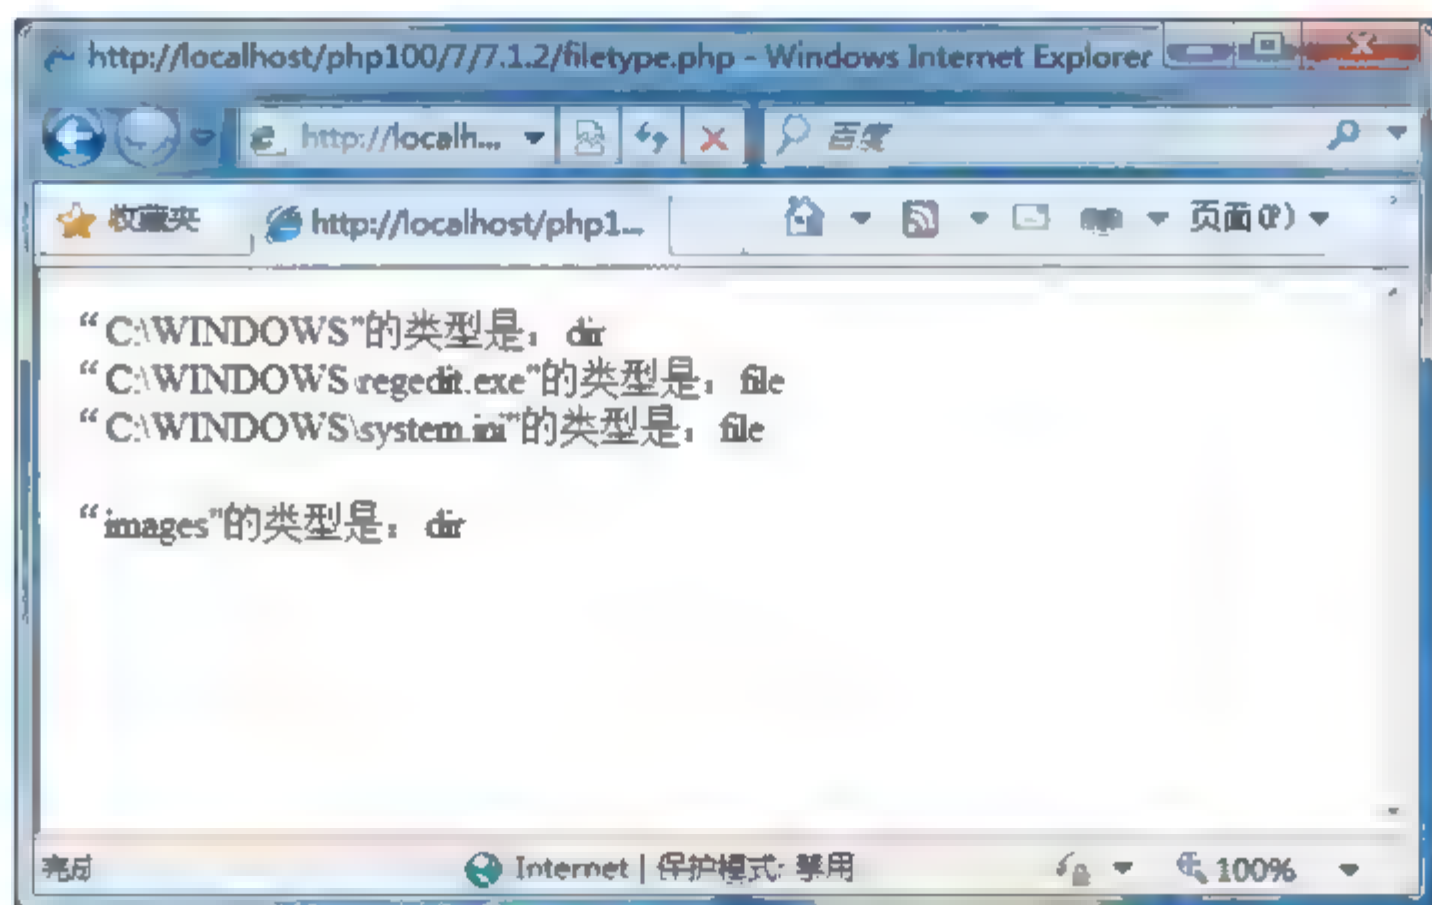 http://localhost/php100/7/7.1.2/filetype.php - Windows Internet Explorer
http://localh... 百度
收藏夹 http://localhost/php1... 页面(P)
“C:\WINDOWS”的类型是：dir
“C:\WINDOWS\regedit.exe”的类型是：file
“C:\WINDOWS\system.ini”的类型是：file
“images”的类型是：dir
完成 Internet | 保护模式: 禁用 100%